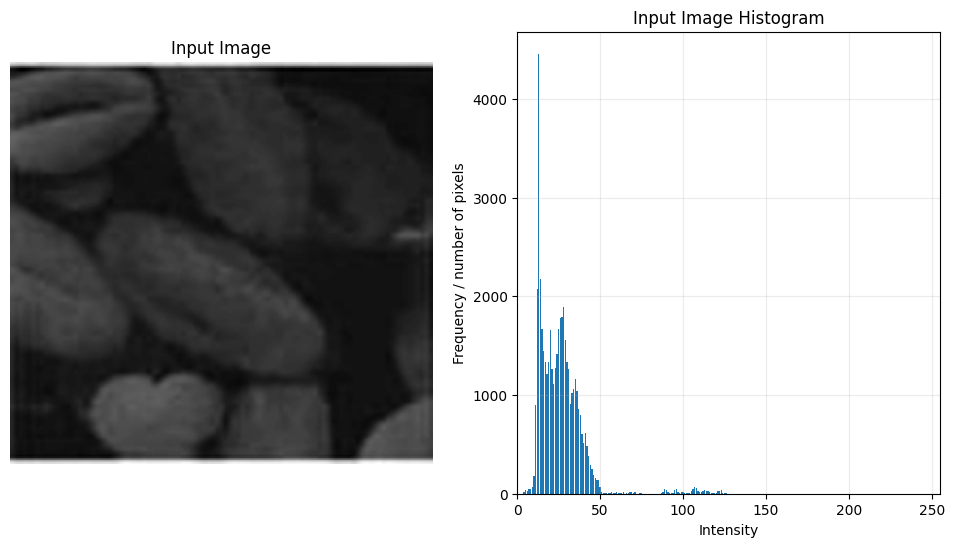 Input Image
Input Image Histogram
Frequency / number of pixels
4000
3000
2000
1000
0
0 50 100 150 200 250
Intensity